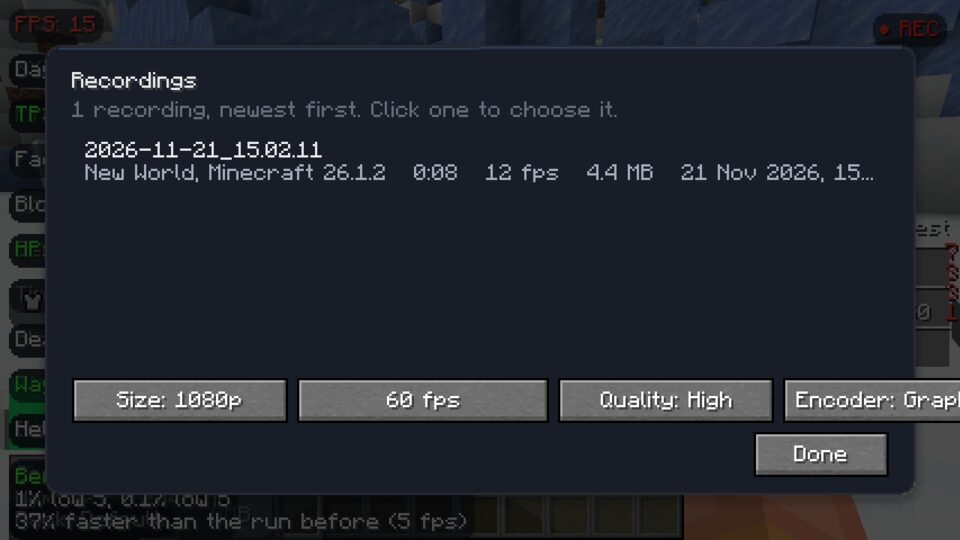 FPS: 15
REC
Recordings
1 recording, newest first. Click one to choose it.
2026-11-21_15.02.11
New World, Minecraft 26.1.2 0:08 12 fps 4.4 MB 21 Nov 2026, 15...
Size: 1080p
60 fps
Quality: High
Encoder: Grap
Done
1% low 5, 0.1% low 5
37% faster than the run before (5 fps)